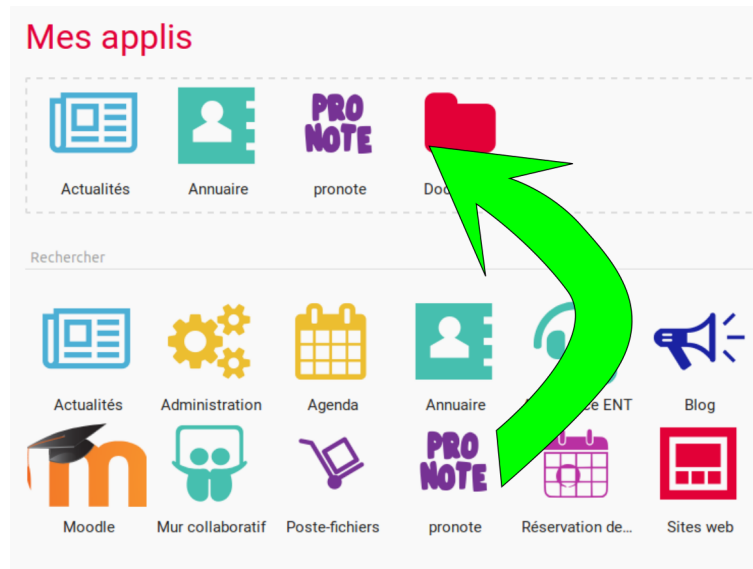 Mes applis
PRO
NOTE
Actualités
Annuaire
pronote
Rechercher
PRO
NOTE
Actualités
Administration
Agenda
Annuaire
ENT
Blog
Moodle
Mur collaboratif
Poste-fichiers
pronote
Réservation de...
Sites web